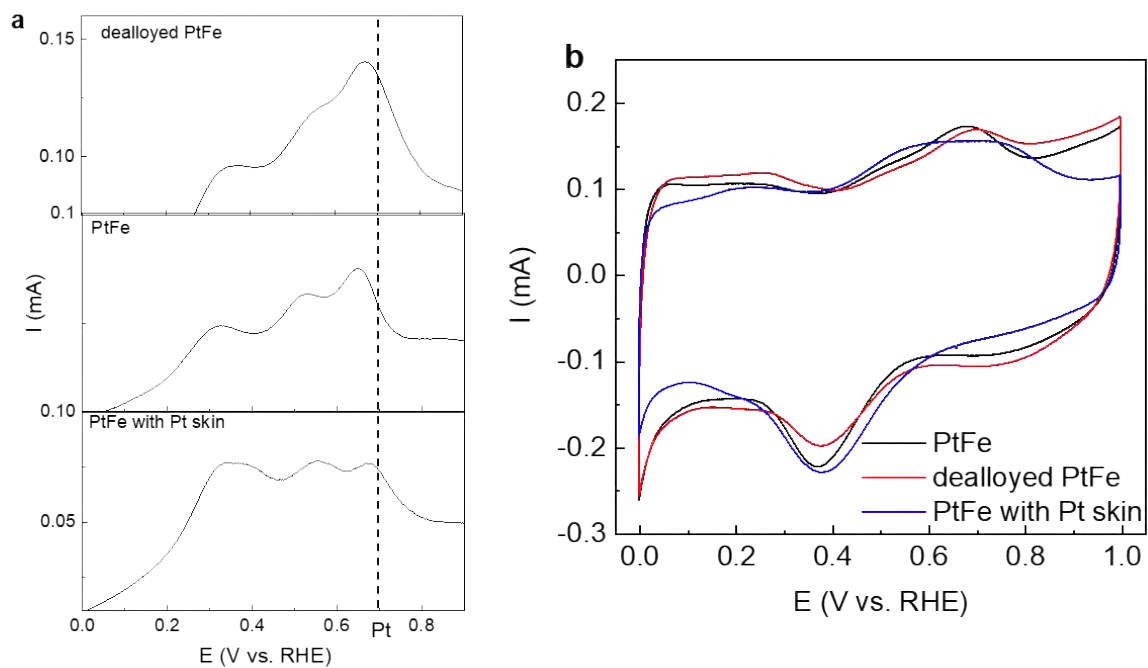 a
dealloyed PtFe
0.15
0.10
0.1
PtFe
I (mA)
0.10
PtFe with Pt skin
0.05
0.0 0.2 0.4 0.6 Pt 0.8
E (V vs. RHE)
b
0.2
0.1
0.0
-0.1
-0.2
-0.3
I (mA)
PtFe
dealloyed PtFe
PtFe with Pt skin
0.0 0.2 0.4 0.6 0.8 1.0
E (V vs. RHE)